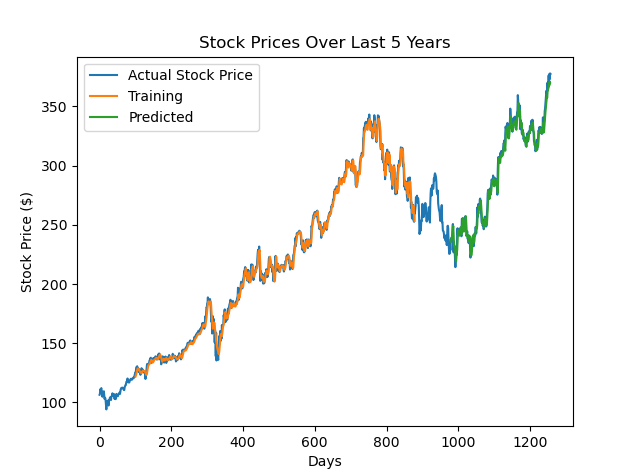 Stock Prices Over Last 5 Years
Actual Stock Price
Training
Predicted
Stock Price ($)
350
300
250
200
150
100
0 200 400 600 800 1000 1200
Days